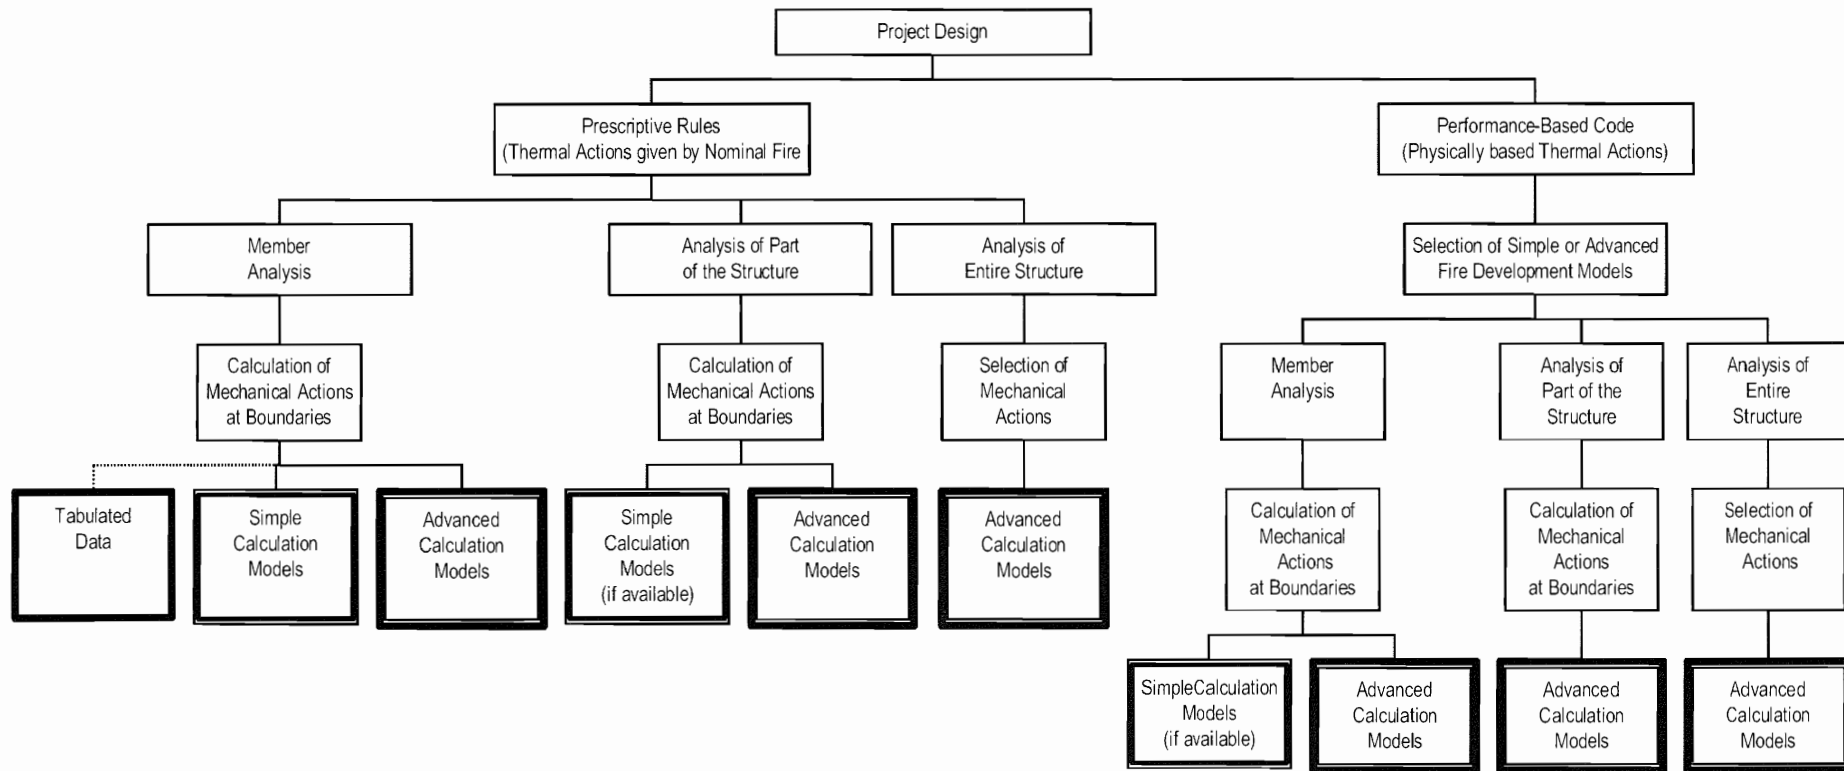 Project Design
Prescriptive Rules
(Thermal Actions given by Nominal Fire
Performance-Based Code
(Physically based Thermal Actions)
Member
Analysis
Analysis of Part
of the Structure
Analysis of
Entire Structure
Selection of Simple or Advanced
Fire Development Models
Calculation of
Mechanical Actions
at Boundaries
Calculation of
Mechanical Actions
at Boundaries
Selection of
Mechanical
Actions
Member
Analysis
Analysis of
Part of the
Structure
Analysis of
Entire
Structure
Tabulated
Data
Simple
Calculation
Models
Advanced
Calculation
Models
Simple
Calculation
Models
(if available)
Advanced
Calculation
Models
Advanced
Calculation
Models
Calculation of
Mechanical
Actions
at Boundaries
Calculation of
Mechanical
Actions
at Boundaries
Selection of
Mechanical
Actions
SimpleCalculation
Models
(if available)
Advanced
Calculation
Models
Advanced
Calculation
Models
Advanced
Calculation
Models